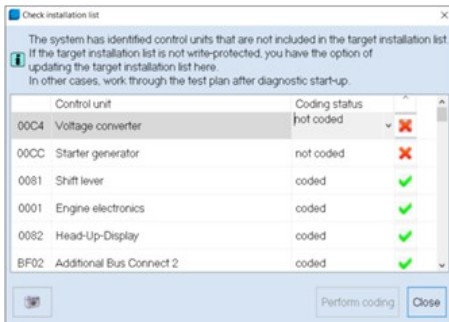 Check installation list
The system has identified control units that are not included in the target installation list.
If the target installation list is not write-protected, you have the option of
updating the target installation list here.
In other cases, work through the test plan after diagnostic start-up.
Control unit Coding status
00C4 Voltage converter not coded
00CC Starter generator not coded
0081 Shift lever coded
0001 Engine electronics coded
0082 Head-Up-Display coded
BF02 Additional Bus Connect 2 coded
Perform coding Close